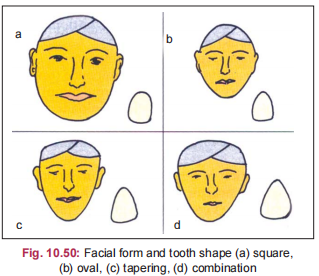 a
b
c
d
Fig. 10.50: Facial form and tooth shape (a) square,
(b) oval, (c) tapering, (d) combination